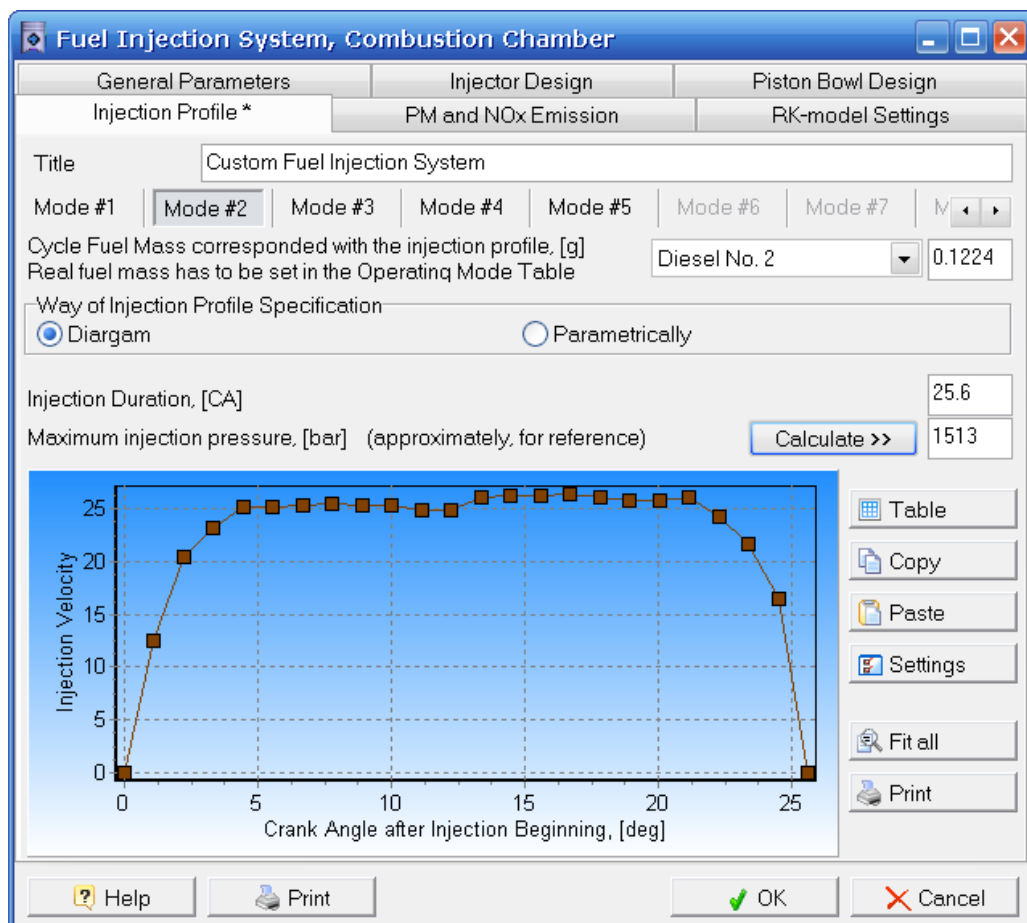 Fuel Injection System, Combustion Chamber
General Parameters Injector Design Piston Bowl Design
Injection Profile * PM and NOx Emission RK-model Settings
Title Custom Fuel Injection System
Mode #1 Mode #2 Mode #3 Mode #4 Mode #5 Mode #6 Mode #7
Cycle Fuel Mass corresponded with the injection profile, [g]
Real fuel mass has to be set in the Operating Mode Table
Diesel No. 2 0.1224
Way of Injection Profile Specification
Diargam Parametrically
Injection Duration, [CA] 25.6
Maximum injection pressure, [bar] (approximately, for reference) Calculate >> 1513
Injection Velocity
25
20
15
10
5
0
0 5 10 15 20 25
Crank Angle after Injection Beginning, [deg]
Table
Copy
Paste
Settings
Fit all
Print
Help Print OK Cancel